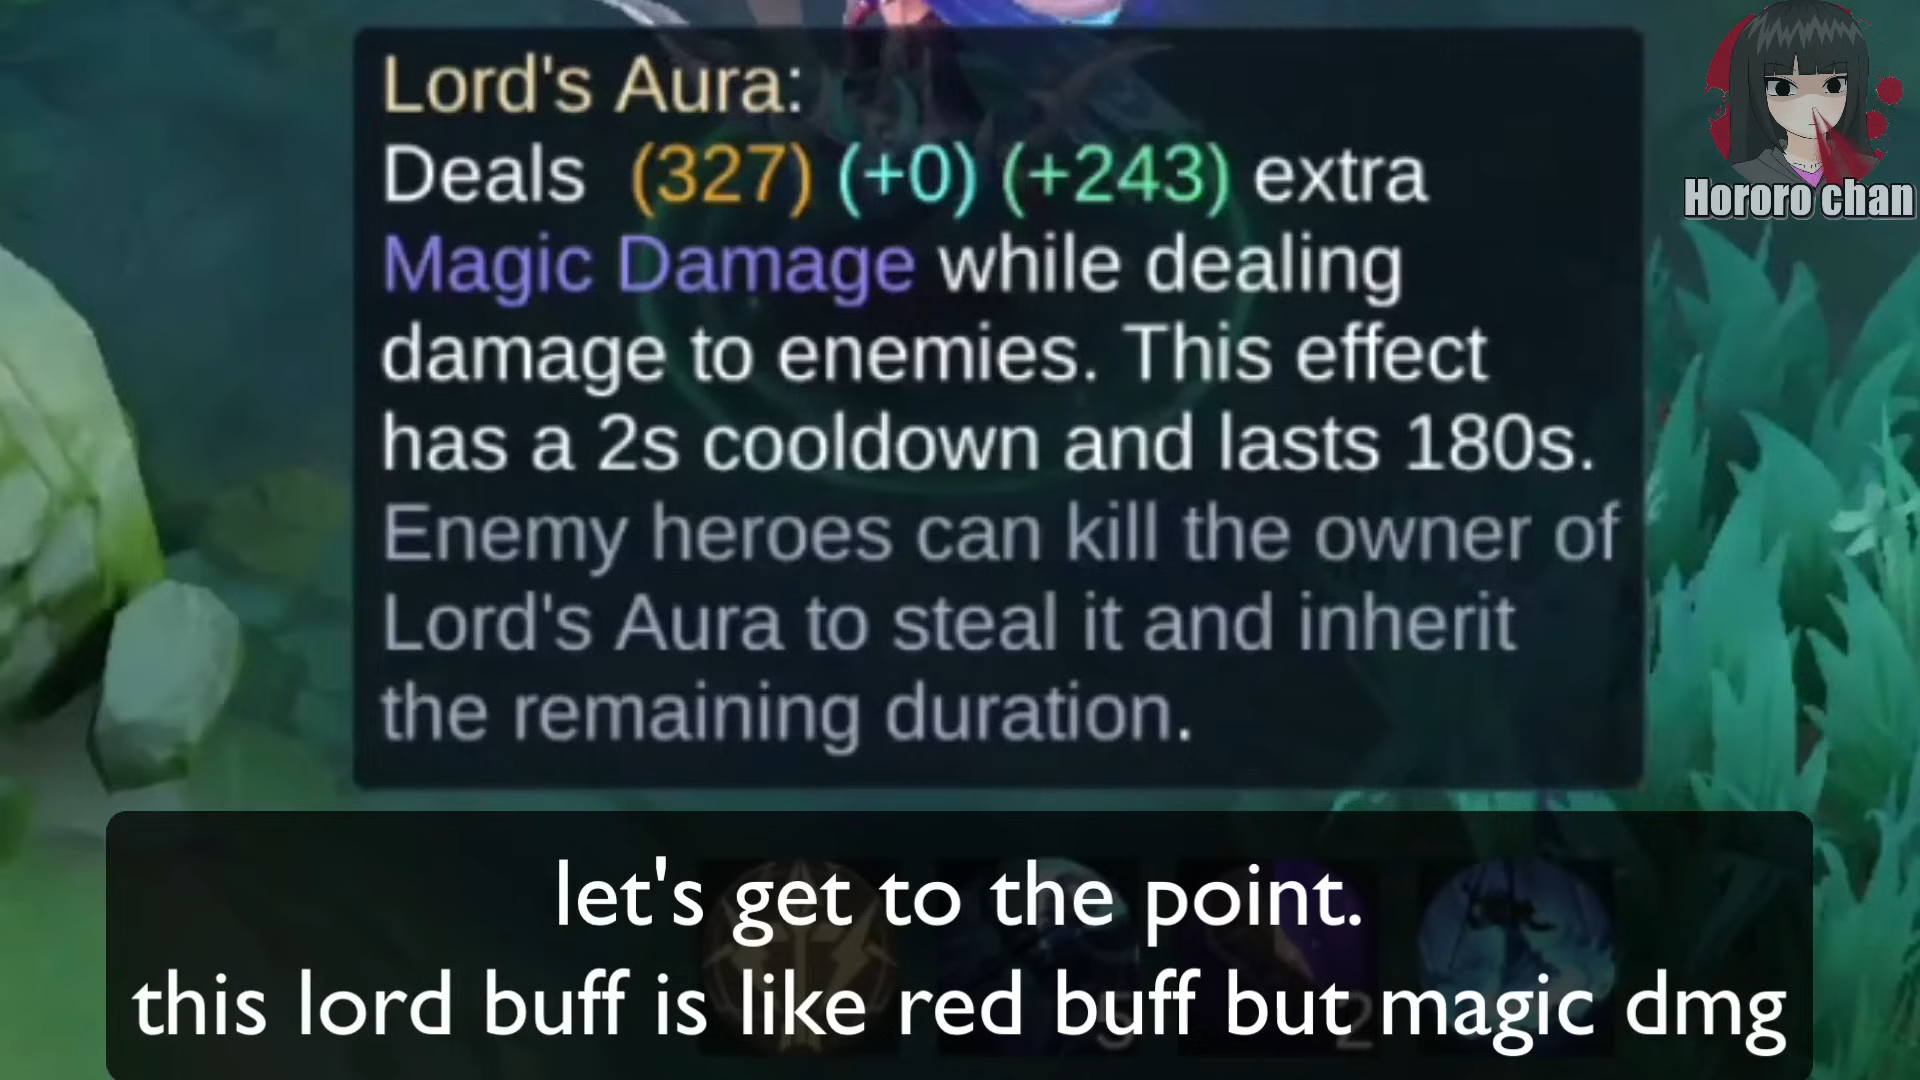 Lord's Aura:
Deals (327) (+0) (+243) extra
Magic Damage while dealing
damage to enemies. This effect
has a 2s cooldown and lasts 180s.
Enemy heroes can kill the owner of
Lord's Aura to steal it and inherit
the remaining duration.
Hororo chan
let's get to the point.
this lord buff is like red buff but magic dmg
9
2